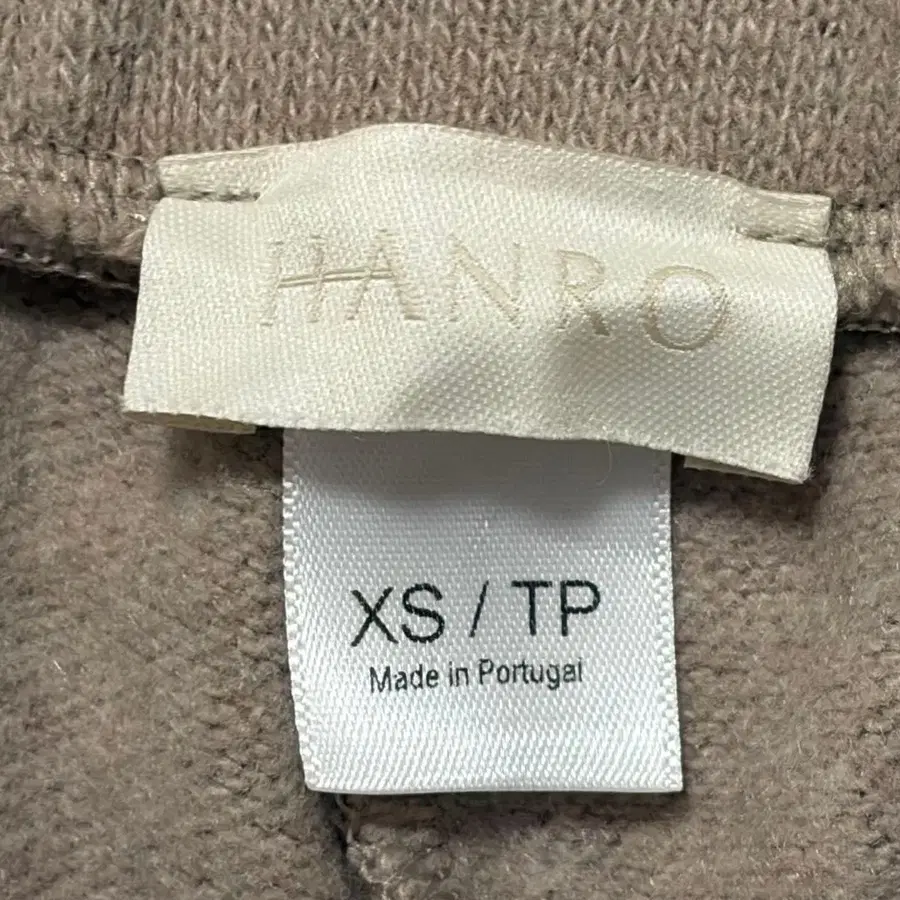 HANRO
XS / TP
Made in Portugal